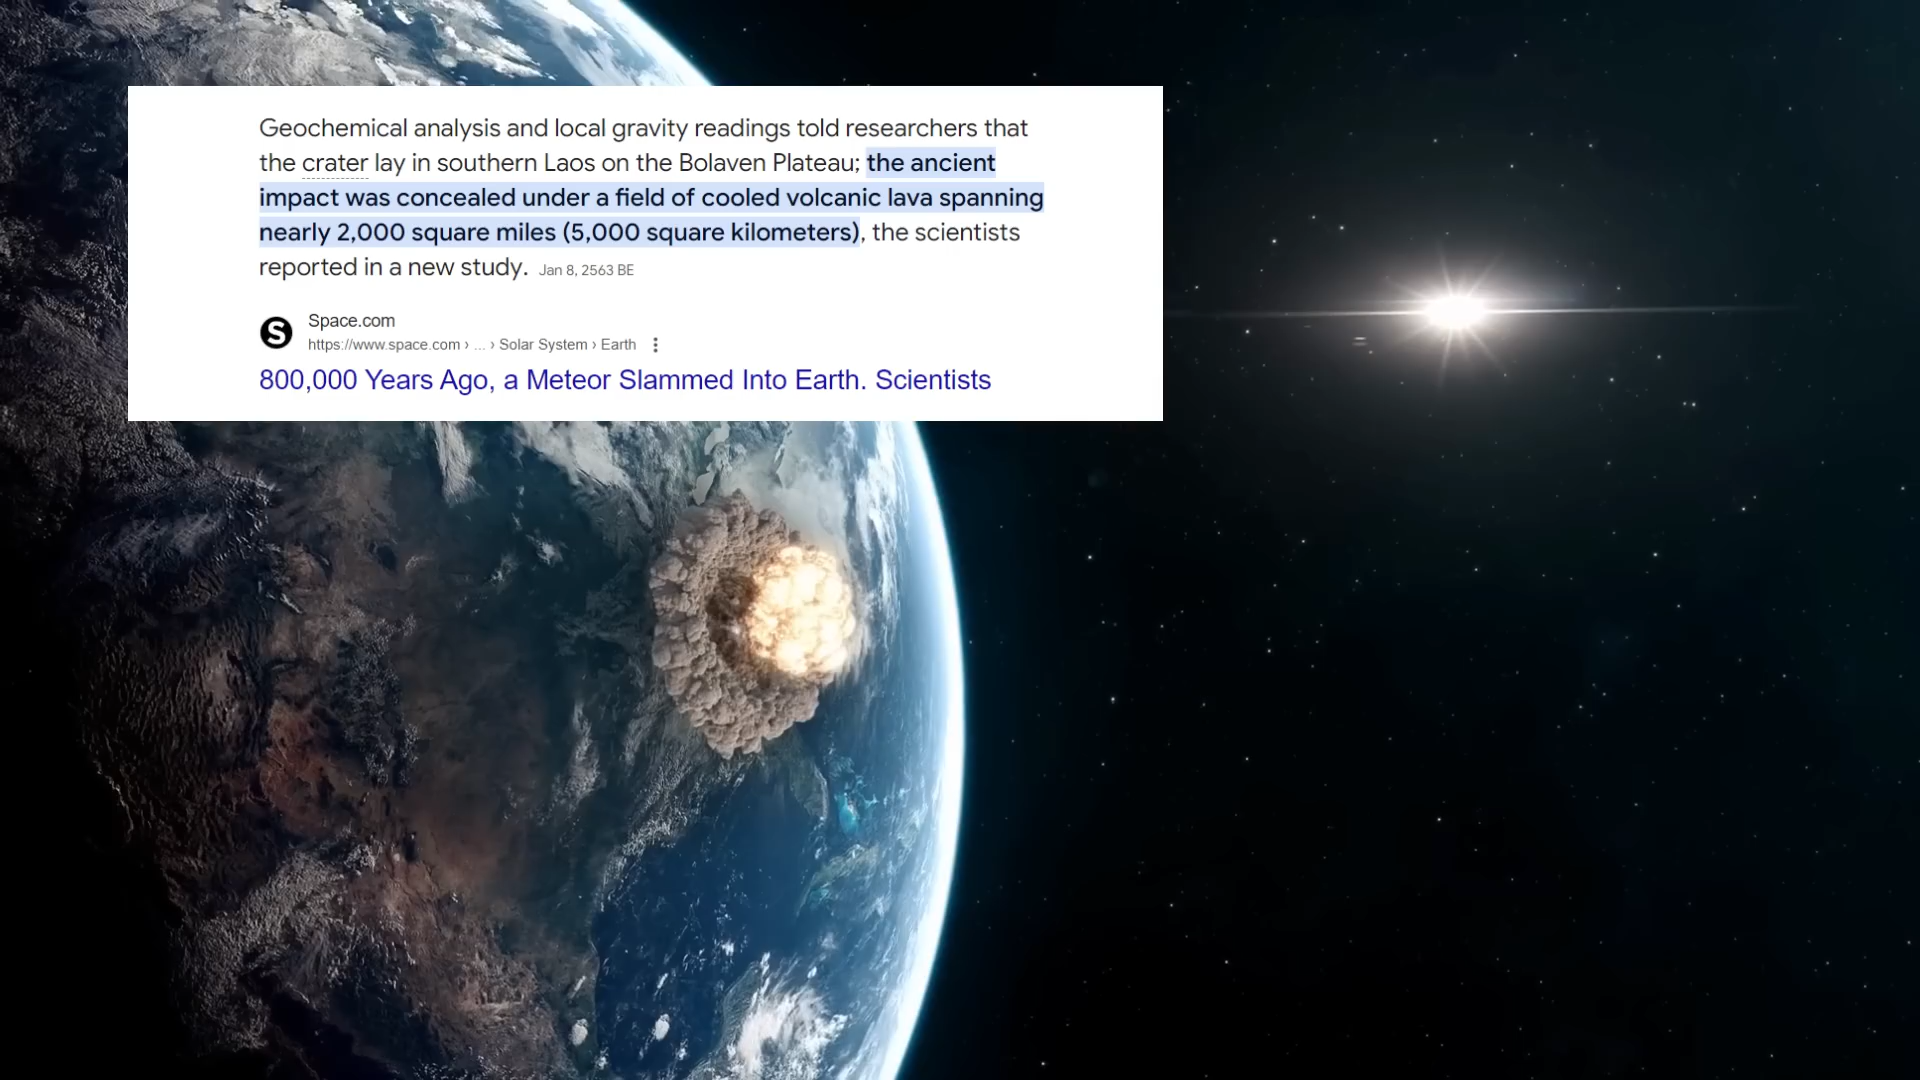 Geochemical analysis and local gravity readings told researchers that
the crater lay in southern Laos on the Bolaven Plateau; the ancient
impact was concealed under a field of cooled volcanic lava spanning
nearly 2,000 square miles (5,000 square kilometers), the scientists
reported in a new study. Jan 8, 2563 BE
S
Space.com
https://www.space.com › ... › Solar System › Earth
800,000 Years Ago, a Meteor Slammed Into Earth. Scientists